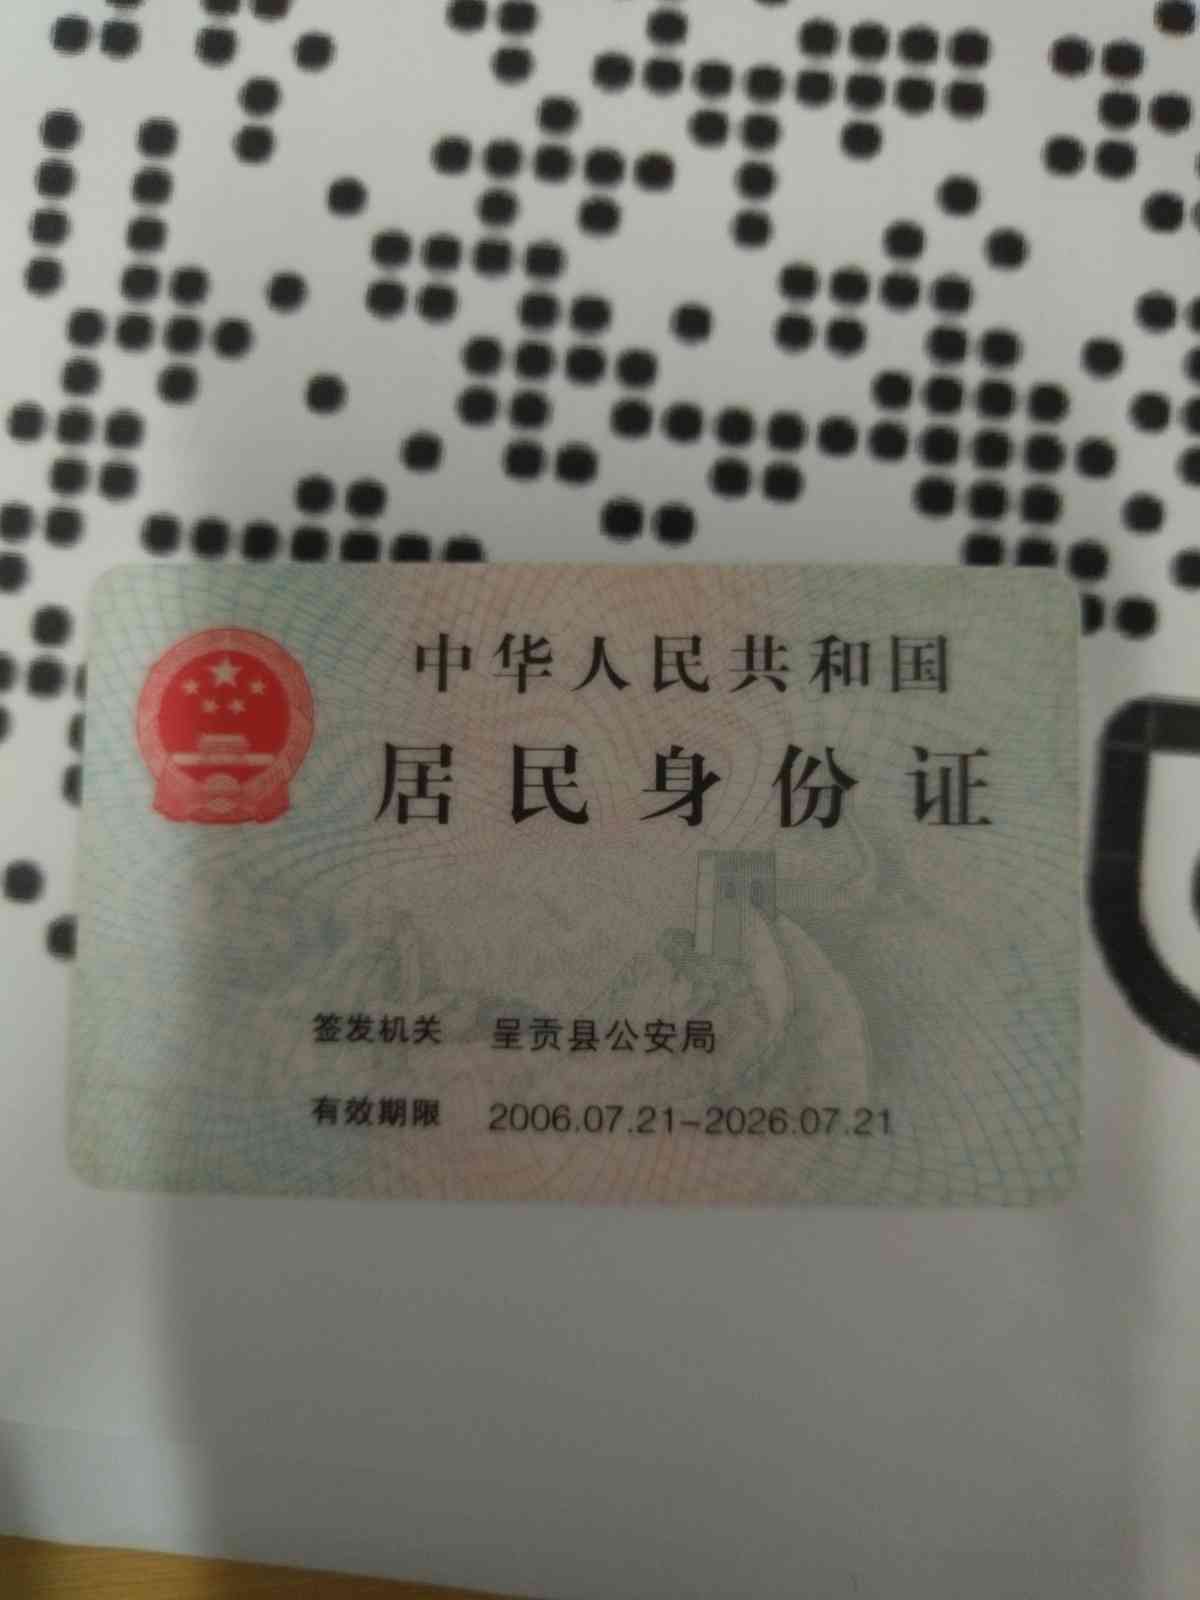 中华人民共和国
居民身份证
签发机关 呈贡县公安局
有效期限 2006.07.21-2026.07.21